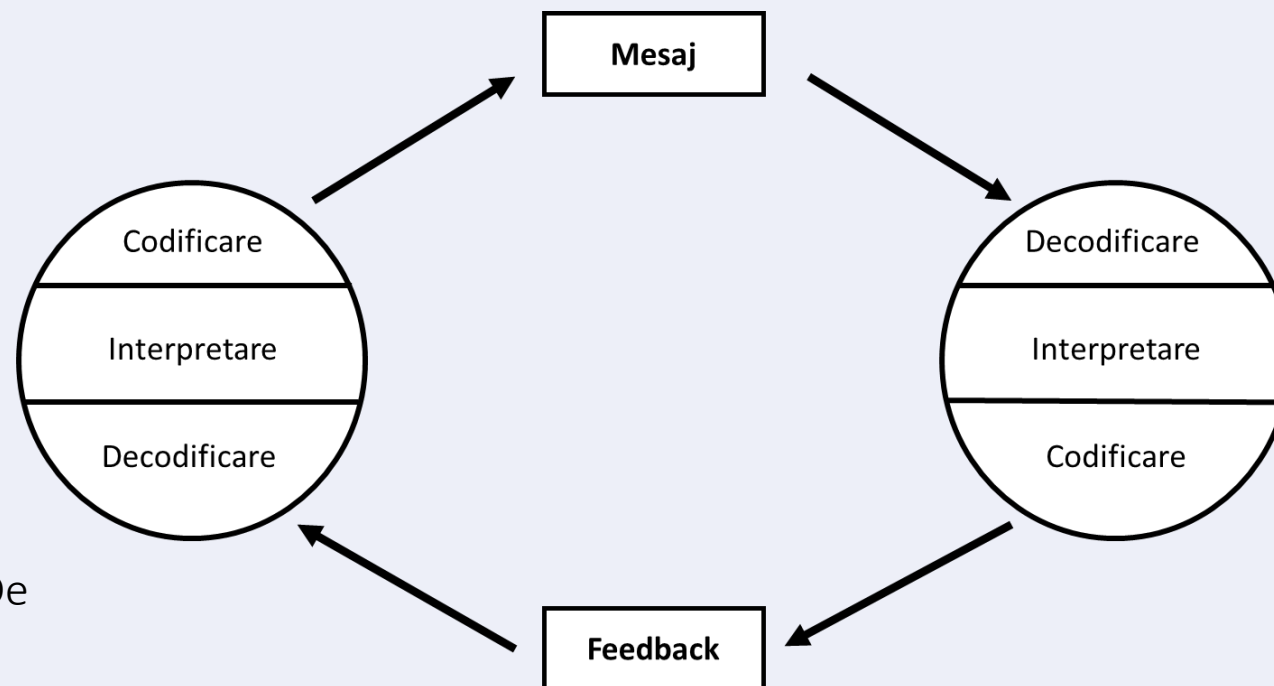 Mesaj
Codificare
Interpretare
Decodificare
Decodificare
Interpretare
Codificare
Feedback